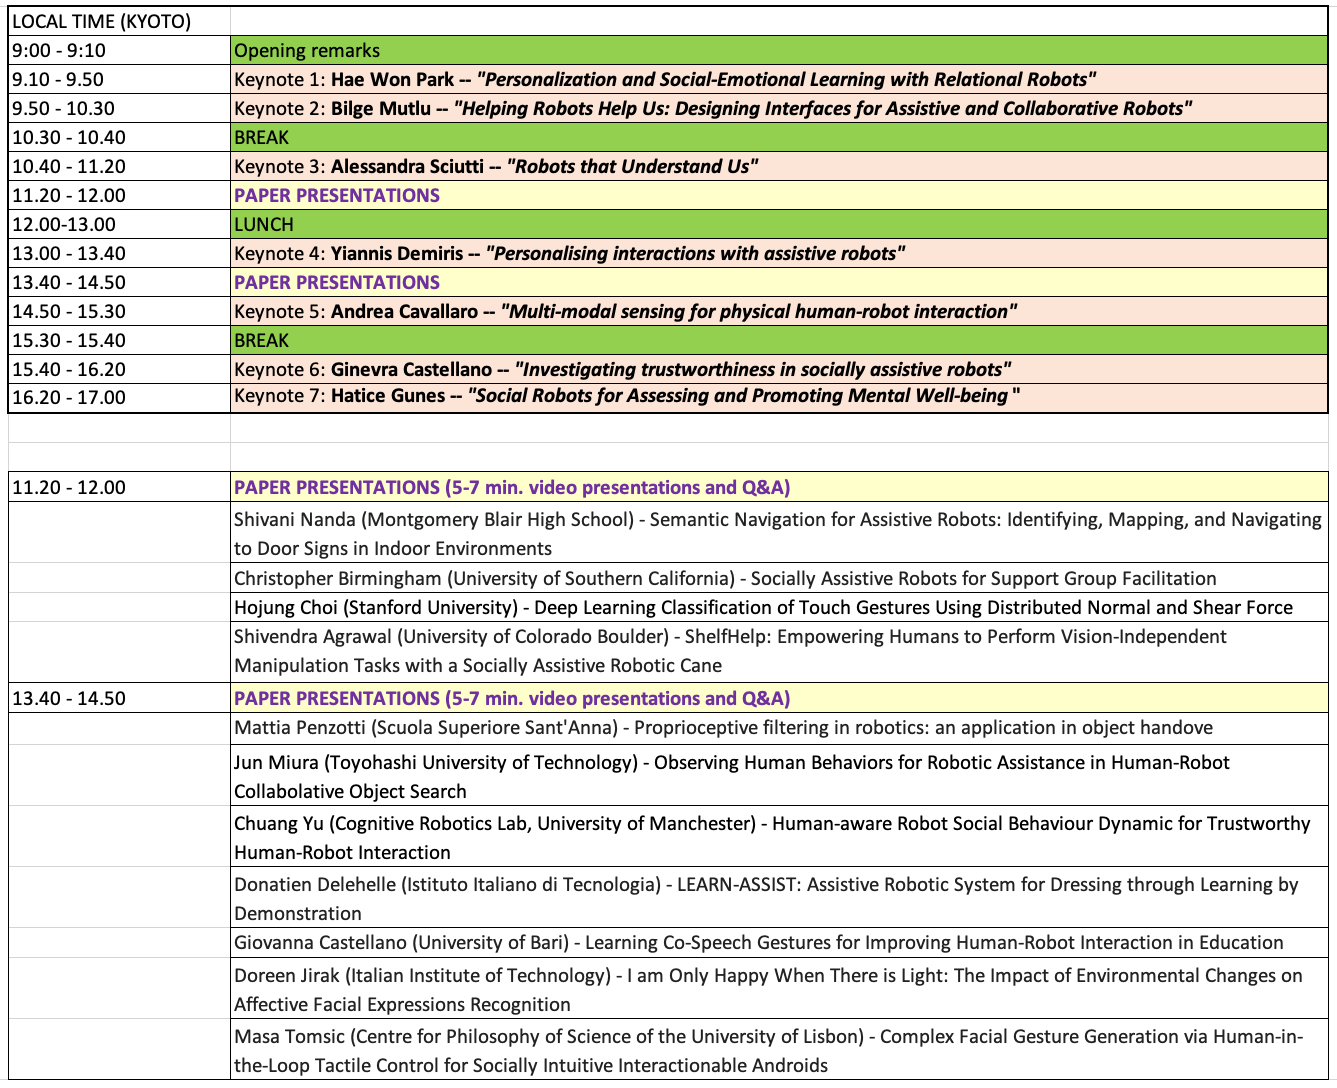 LOCAL TIME (KYOTO)
9:00 - 9:10 Opening remarks
9.10 - 9.50 Keynote 1: Hae Won Park -- "Personalization and Social-Emotional Learning with Relational Robots"
9.50 - 10.30 Keynote 2: Bilge Mutlu -- "Helping Robots Help Us: Designing Interfaces for Assistive and Collaborative Robots"
10.30 - 10.40 BREAK
10.40 - 11.20 Keynote 3: Alessandra Sciutti -- "Robots that Understand Us"
11.20 - 12.00 PAPER PRESENTATIONS
12.00-13.00 LUNCH
13.00 - 13.40 Keynote 4: Yiannis Demiris -- "Personalising interactions with assistive robots"
13.40 - 14.50 PAPER PRESENTATIONS
14.50 - 15.30 Keynote 5: Andrea Cavallaro -- "Multi-modal sensing for physical human-robot interaction"
15.30 - 15.40 BREAK
15.40 - 16.20 Keynote 6: Ginevra Castellano -- "Investigating trustworthiness in socially assistive robots"
16.20 - 17.00 Keynote 7: Hatice Gunes -- "Social Robots for Assessing and Promoting Mental Well-being "
11.20 - 12.00 PAPER PRESENTATIONS (5-7 min. video presentations and Q&A)
Shivani Nanda (Montgomery Blair High School) - Semantic Navigation for Assistive Robots: Identifying, Mapping, and Navigating
to Door Signs in Indoor Environments
Christopher Birmingham (University of Southern California) - Socially Assistive Robots for Support Group Facilitation
Hojung Choi (Stanford University) - Deep Learning Classification of Touch Gestures Using Distributed Normal and Shear Force
Shivendra Agrawal (University of Colorado Boulder) - ShelfHelp: Empowering Humans to Perform Vision-Independent
Manipulation Tasks with a Socially Assistive Robotic Cane
13.40 - 14.50 PAPER PRESENTATIONS (5-7 min. video presentations and Q&A)
Mattia Penzotti (Scuola Superiore Sant'Anna) - Proprioceptive filtering in robotics: an application in object handove
Jun Miura (Toyohashi University of Technology) - Observing Human Behaviors for Robotic Assistance in Human-Robot
Collabolative Object Search
Chuang Yu (Cognitive Robotics Lab, University of Manchester) - Human-aware Robot Social Behaviour Dynamic for Trustworthy
Human-Robot Interaction
Donatien Delehelle (Istituto Italiano di Tecnologia) - LEARN-ASSIST: Assistive Robotic System for Dressing through Learning by
Demonstration
Giovanna Castellano (University of Bari) - Learning Co-Speech Gestures for Improving Human-Robot Interaction in Education
Doreen Jirak (Italian Institute of Technology) - I am Only Happy When There is Light: The Impact of Environmental Changes on
Affective Facial Expressions Recognition
Masa Tomsic (Centre for Philosophy of Science of the University of Lisbon) - Complex Facial Gesture Generation via Human-in-
the-Loop Tactile Control for Socially Intuitive Interactionable Androids